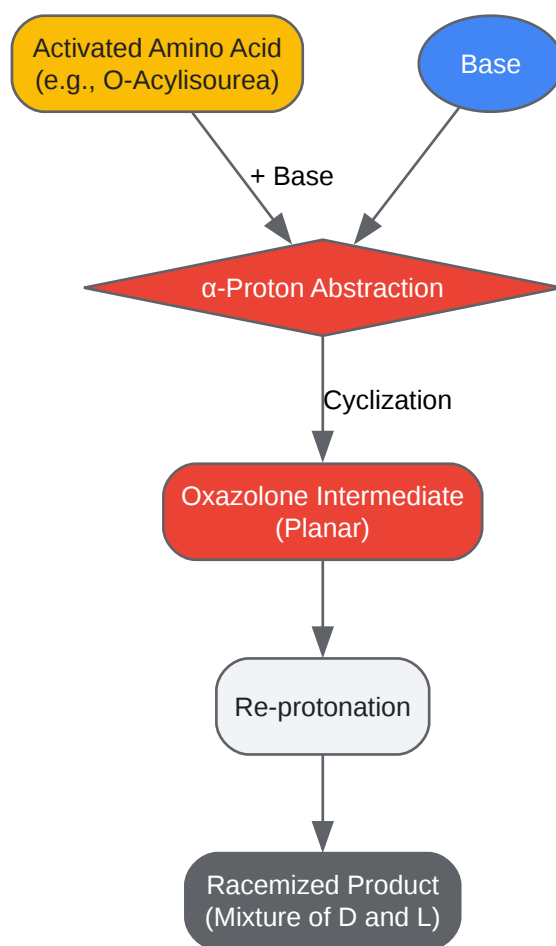 Activated Amino Acid
(e.g., O-Acylisourea)
Base
+ Base
α-Proton Abstraction
Cyclization
Oxazolone Intermediate
(Planar)
Re-protonation
Racemized Product
(Mixture of D and L)